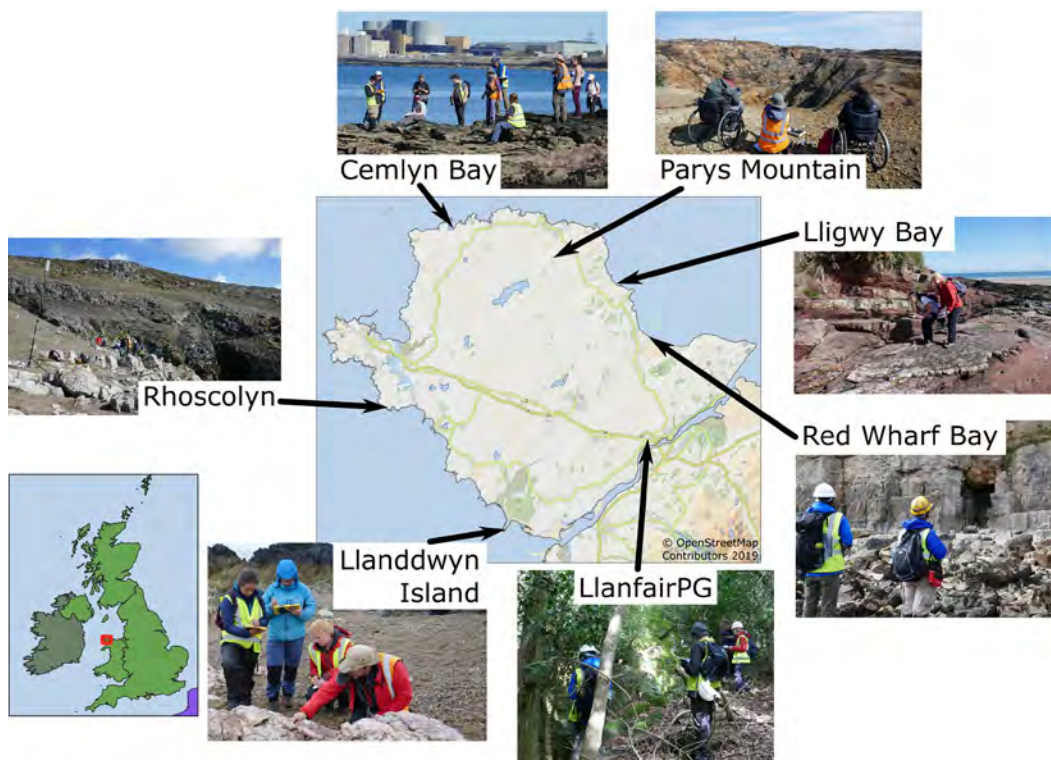 Cemlyn Bay
Parys Mountain
Lligwy Bay
Rhoscolyn
Red Wharf Bay
© OpenStreetMap
Contributors 2019
Llanddwyn
Island
LlanfairPG